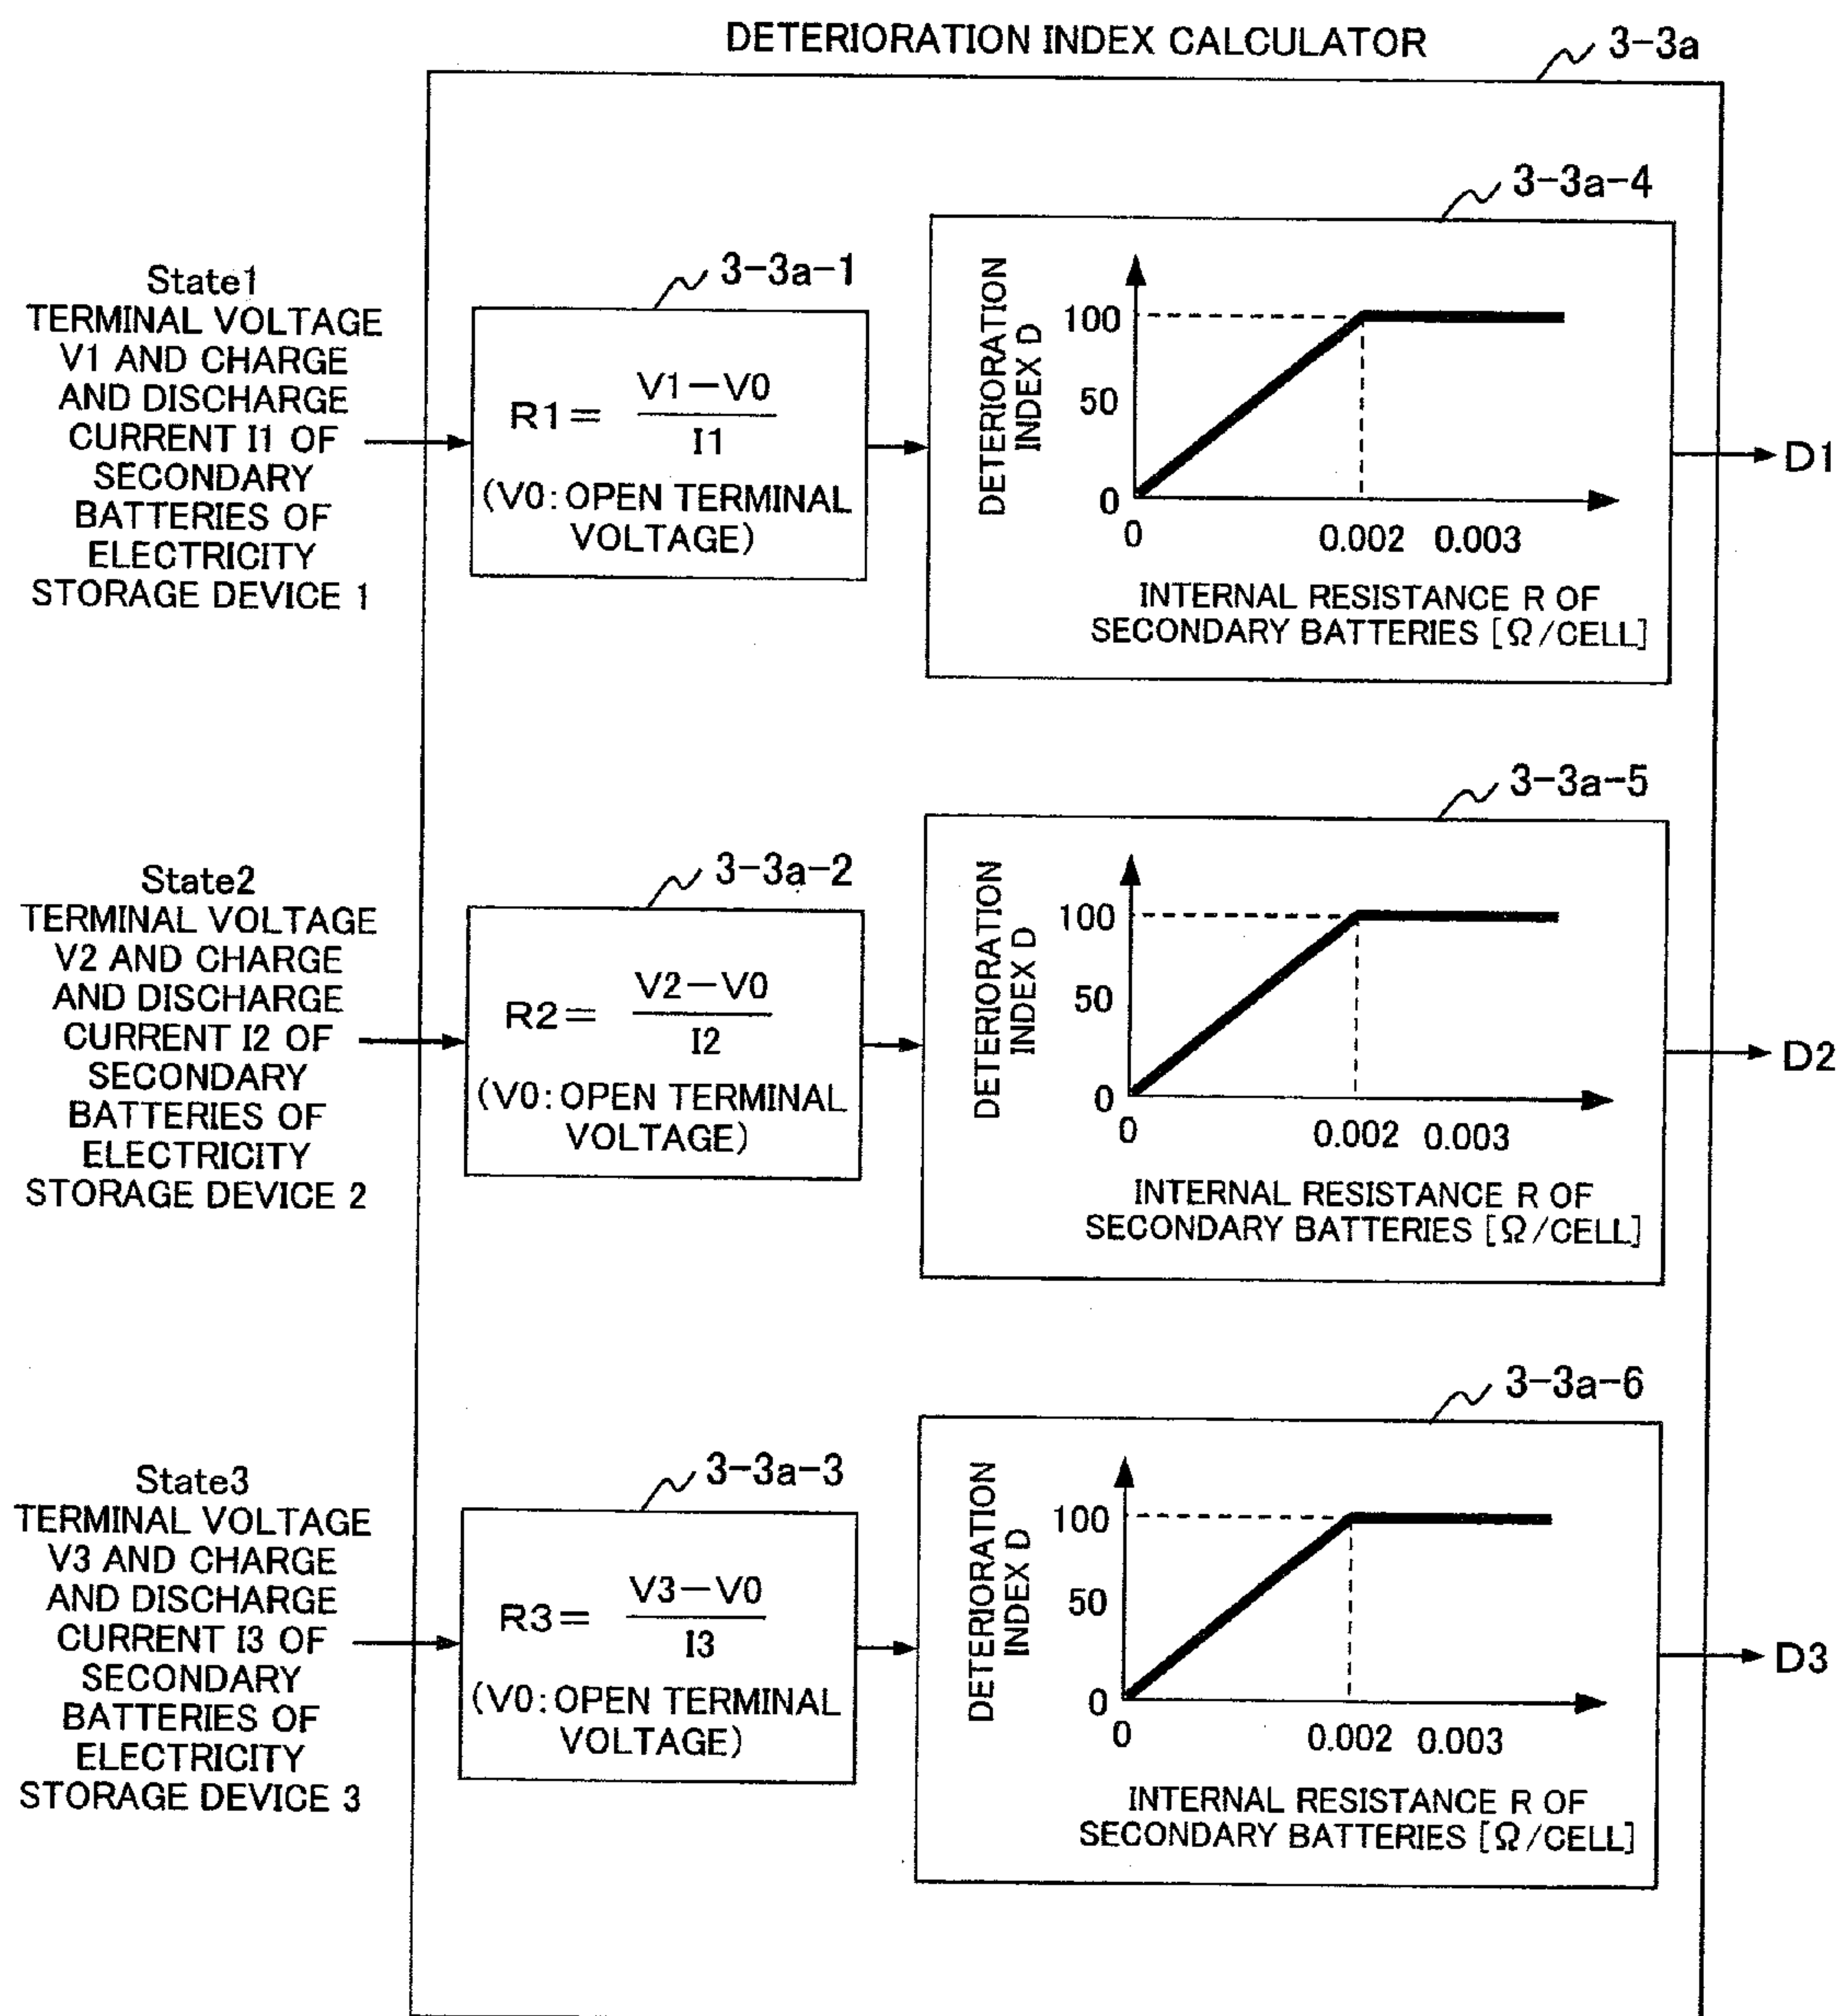 DETERIORATION INDEX CALCULATOR
3-3a
State1
TERMINAL VOLTAGE
V1 AND CHARGE
AND DISCHARGE
CURRENT I1 OF
SECONDARY
BATTERIES OF
ELECTRICITY
STORAGE DEVICE 1
3-3a-1
R1= V1-V0
I1
(V0:OPEN TERMINAL
VOLTAGE)
3-3a-4
DETERIORATION
INDEX D
100
50
0
0
0.002 0.003
INTERNAL RESISTANCE R OF
SECONDARY BATTERIES [Ω/CELL]
D1
State2
TERMINAL VOLTAGE
V2 AND CHARGE
AND DISCHARGE
CURRENT I2 OF
SECONDARY
BATTERIES OF
ELECTRICITY
STORAGE DEVICE 2
3-3a-2
R2= V2-V0
I2
(V0:OPEN TERMINAL
VOLTAGE)
3-3a-5
DETERIORATION
INDEX D
100
50
0
0
0.002 0.003
INTERNAL RESISTANCE R OF
SECONDARY BATTERIES [Ω/CELL]
D2
State3
TERMINAL VOLTAGE
V3 AND CHARGE
AND DISCHARGE
CURRENT I3 OF
SECONDARY
BATTERIES OF
ELECTRICITY
STORAGE DEVICE 3
3-3a-3
R3= V3-V0
I3
(V0:OPEN TERMINAL
VOLTAGE)
3-3a-6
DETERIORATION
INDEX D
100
50
0
0
0.002 0.003
INTERNAL RESISTANCE R OF
SECONDARY BATTERIES [Ω/CELL]
D3